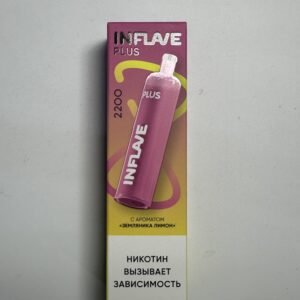 INFLAVE
PLUS
2200
PLUS
INFLAVE
С АРОМАТОМ
«ЗЕМЛЯНИКА ЛИМОН»
НИКОТИН
ВЫЗЫВАЕТ
ЗАВИСИМОСТЬ